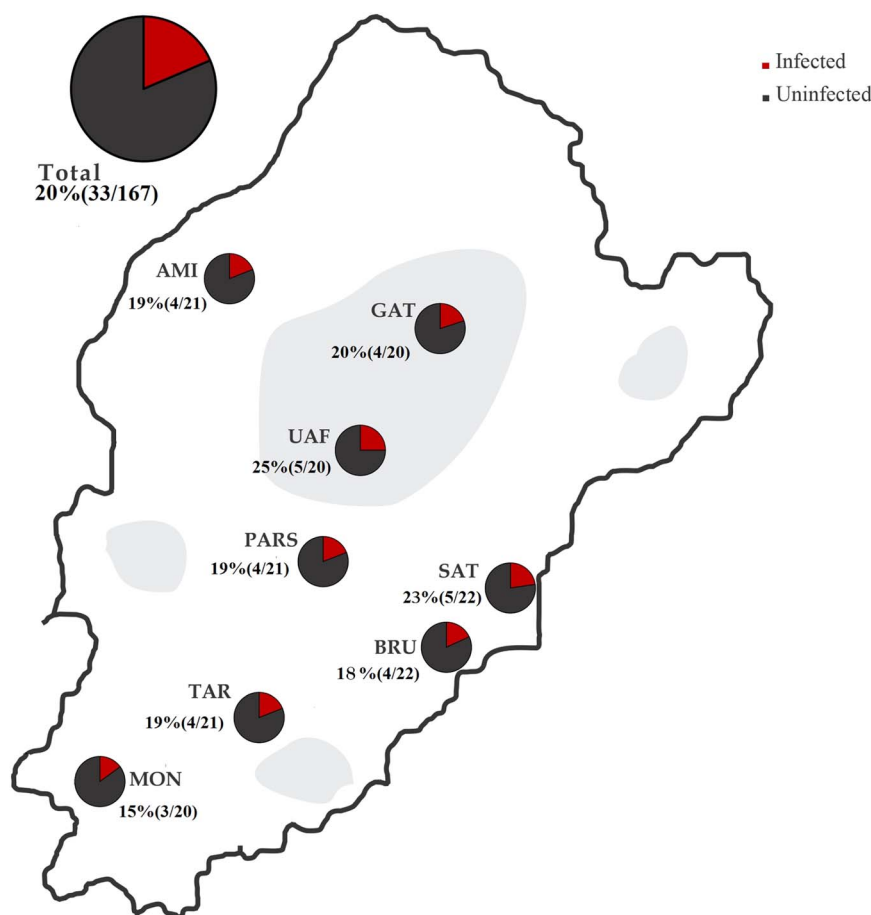 Infected
Uninfected
Total
20%(33/167)
AMI
19%(4/21)
GAT
20%(4/20)
UAF
25%(5/20)
PARS
19%(4/21)
SAT
23%(5/22)
BRU
18%(4/22)
TAR
19%(4/21)
MON
15%(3/20)